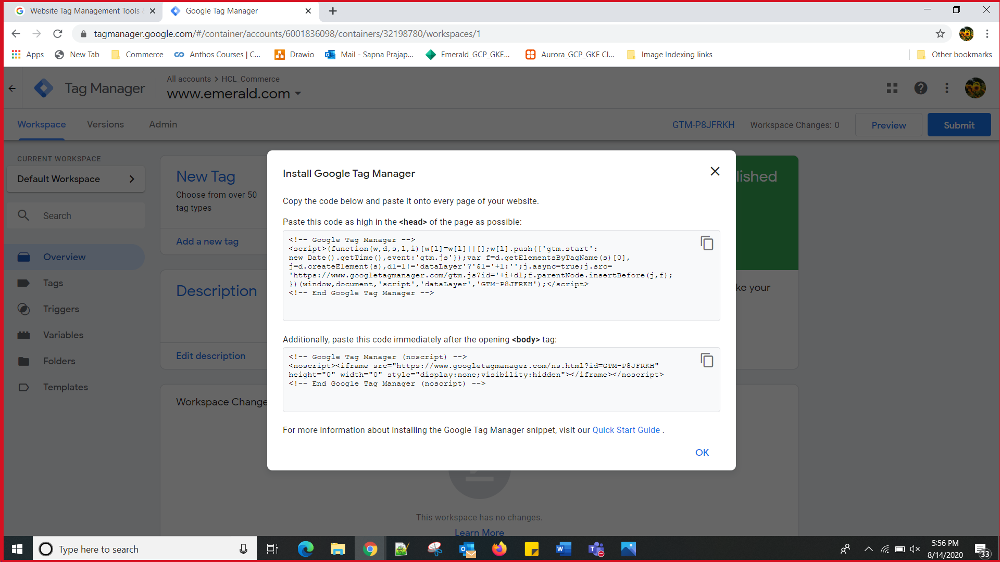 Website Tag Management Tools
Google Tag Manager
tagmanager.google.com/#/container/accounts/6001836098/containers/32198780/workspaces/1
Apps
New Tab
Commerce
Anthos Courses | C...
Drawio
Mail - Sapna Prajap...
Emerald_GCP_GKE...
Aurora_GCP_GKE Cl...
Image Indexing links
Other bookmarks
Tag Manager
All accounts > HCL_Commerce
www.emerald.com
Workspace
Versions
Admin
GTM-P8JFRKH
Workspace Changes: 0
Preview
Submit
CURRENT WORKSPACE
Default Workspace
Search
Overview
Tags
Triggers
Variables
Folders
Templates
New Tag
Choose from over 50
tag types
Add a new tag
Description
Edit description
Workspace Change
lished
ke your
Install Google Tag Manager
Copy the code below and paste it onto every page of your website.
Paste this code as high in the <head> of the page as possible:
<!-- Google Tag Manager -->
<script>(function(w,d,s,l,i){w[l]=w[l]||[];w[l].push({'gtm.start':
new Date().getTime(),event:'gtm.js'});var f=d.getElementsByTagName(s)[0],
j=d.createElement(s),dl=l!='dataLayer'?'&l='+l:'';j.async=true;j.src=
'https://www.googletagmanager.com/gtm.js?id='+i+dl;f.parentNode.insertBefore(j,f);
})(window,document,'script','dataLayer','GTM-P8JFRKH');</script>
<!-- End Google Tag Manager -->
Additionally, paste this code immediately after the opening <body> tag:
<!-- Google Tag Manager (noscript) -->
<noscript><iframe src="https://www.googletagmanager.com/ns.html?id=GTM-P8JFRKH"
height="0" width="0" style="display:none;visibility:hidden"></iframe></noscript>
<!-- End Google Tag Manager (noscript) -->
For more information about installing the Google Tag Manager snippet, visit our Quick Start Guide .
OK
This workspace has no changes.
Learn More
Type here to search
5:56 PM
8/14/2020
33